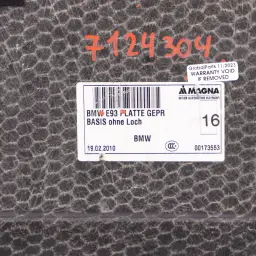 7124304
GlobalParts 11/2023
WARRANTY VOID
IF REMOVED
MAGNA
BMW E93 PLATTE GEPR
BASIS ohne Loch
16
BMW
19.02.2010
CCC
00173553